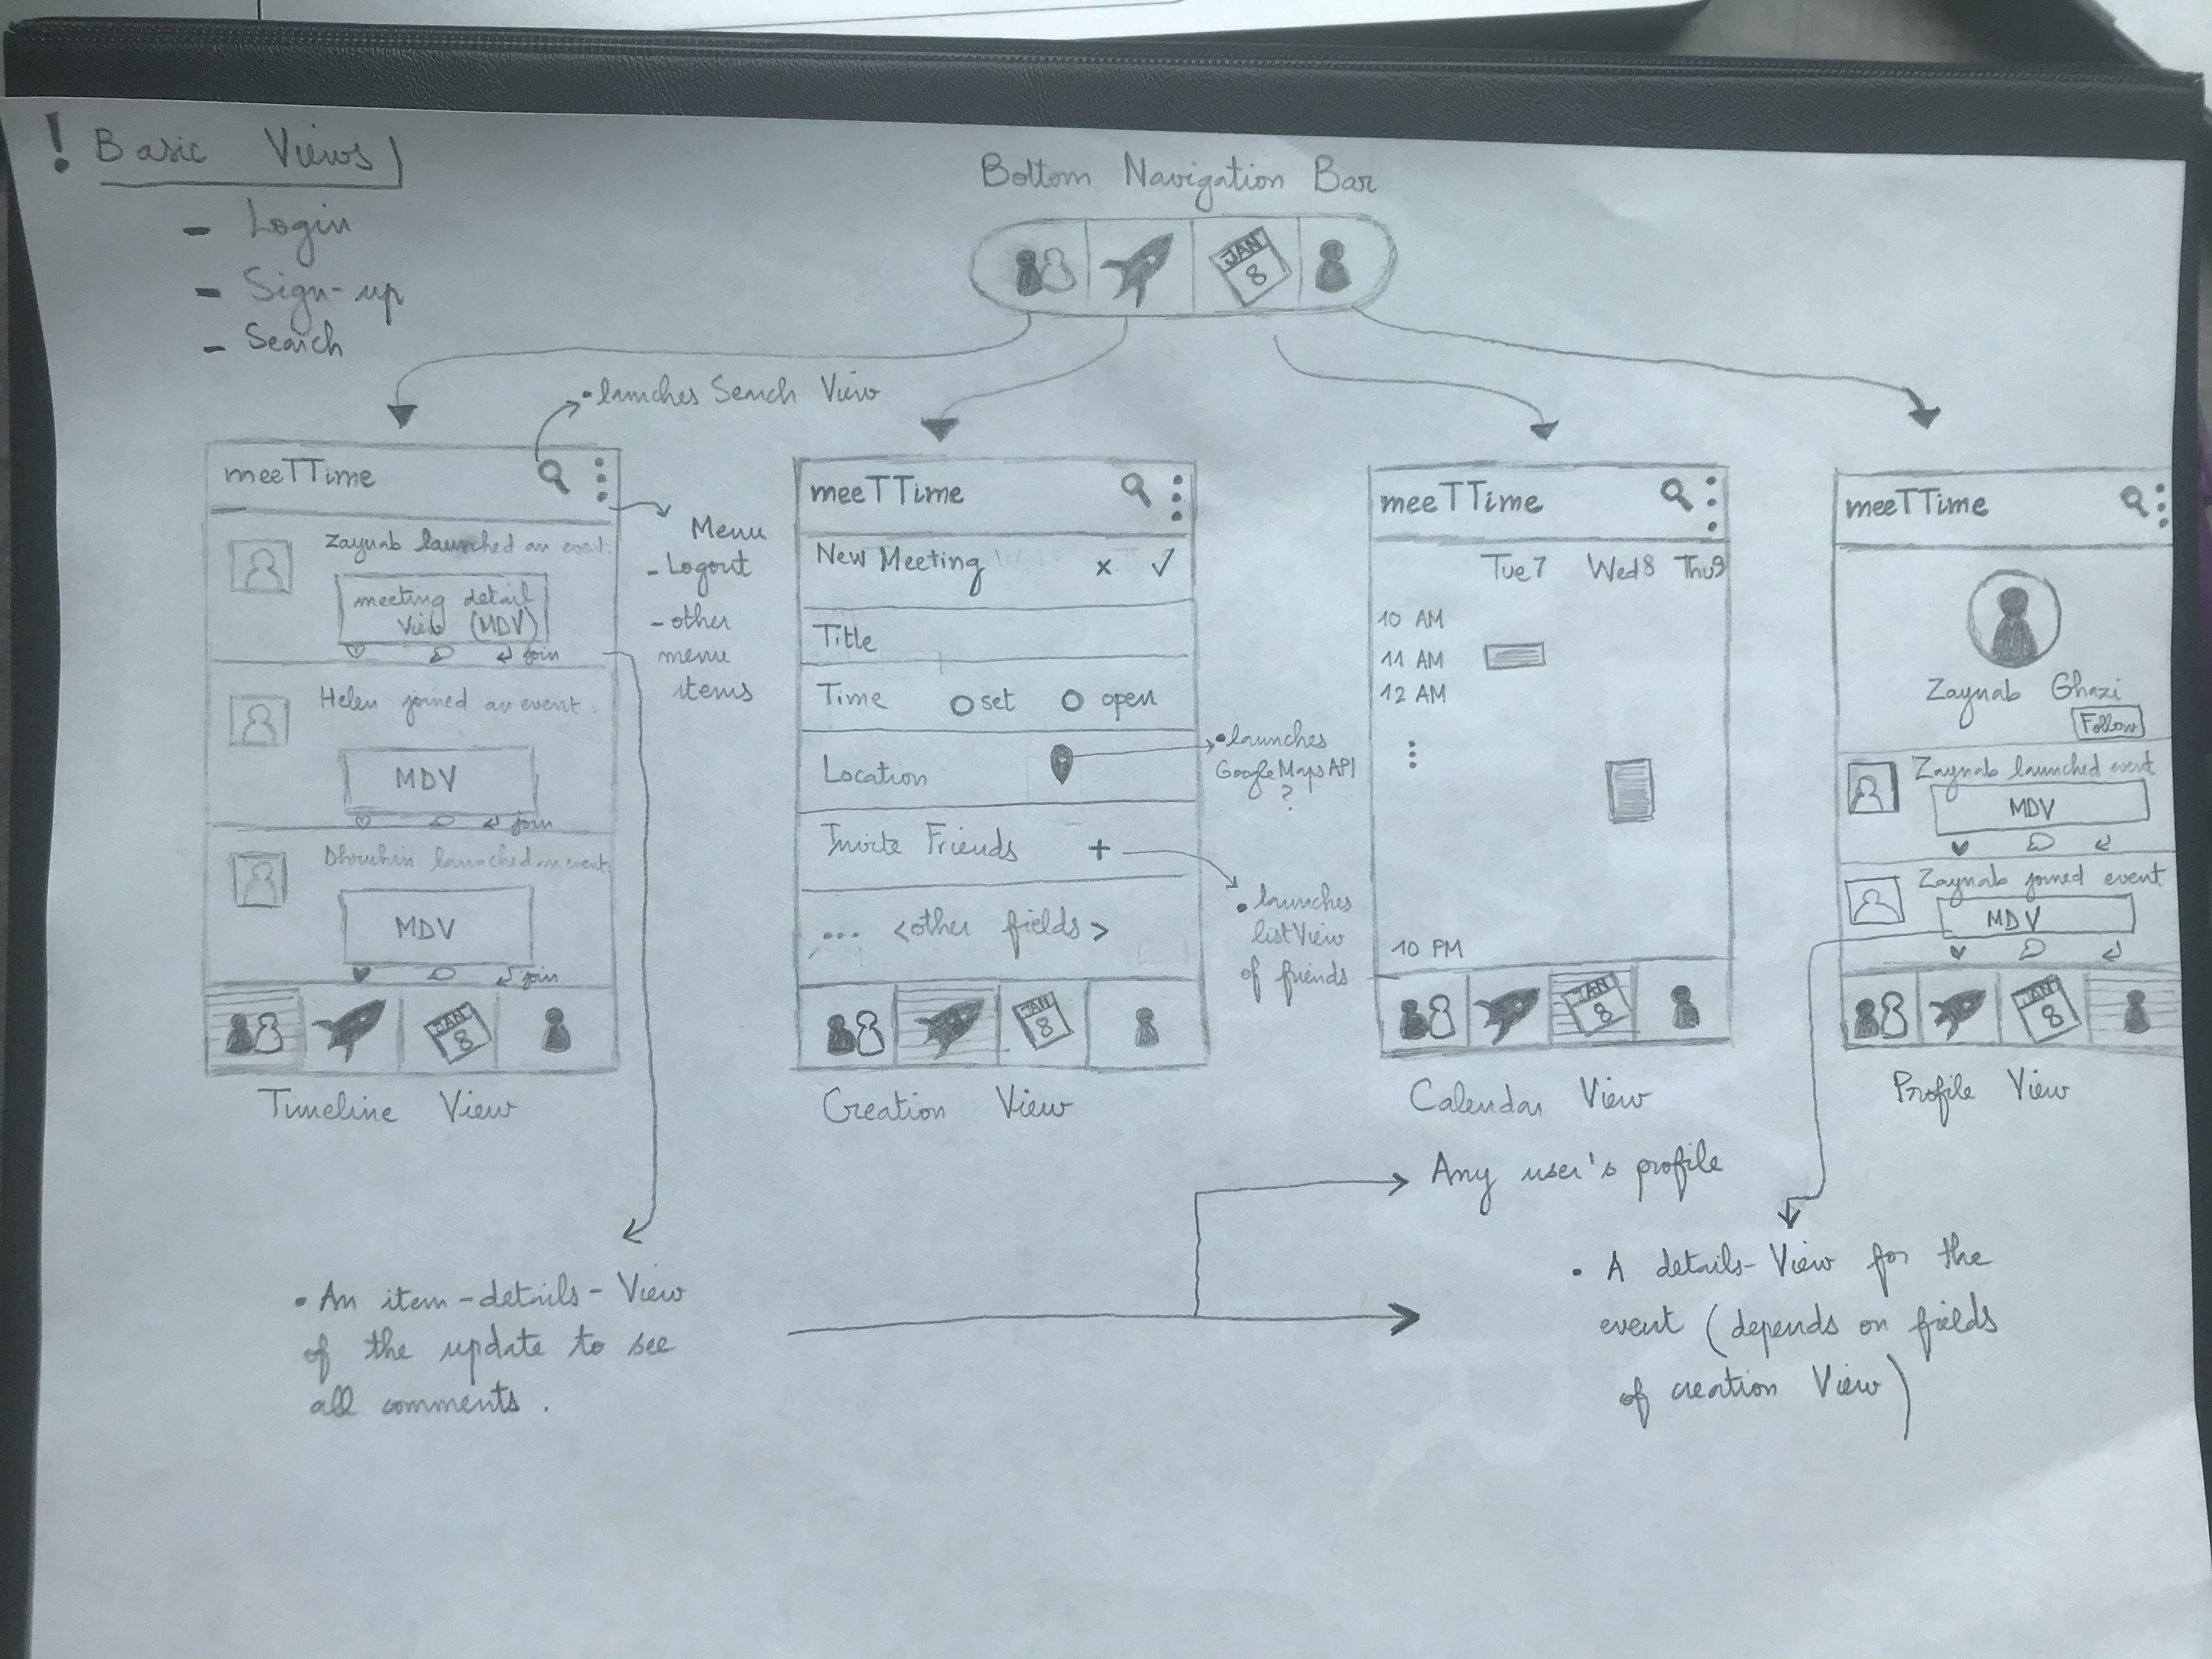 ! Basic Views
- Login
- Sign-up
- Search
Bottom Navigation Bar
JAN
8
• launches Search View
meeTTime
Zaynab launched an event.
meeting detail
View (MDV)
join
Helen joined an event.
MDV
join
Dhruhin launched an event.
MDV
join
JAN
8
Timeline View
Menu
- Logout
- other
menu
items
meeTTime
New Meeting x ✓
Title
Time set open
Location
Invite Friends +
... <other fields>
JAN
8
Creation View
• launches
Google Maps API
?
• launches
listView
of friends
meeTTime
Tue 7 Wed 8 Thu 9
10 AM
11 AM
12 AM
10 PM
JAN
8
Calendar View
meeTTime
Zaynab Ghazi
Follow
Zaynab launched event
MDV
Zaynab joined event
MDV
JAN
8
Profile View
• An item-details-View
of the update to see
all comments.
Any user's profile
• A details-View for the
event (depends on fields
of creation View)